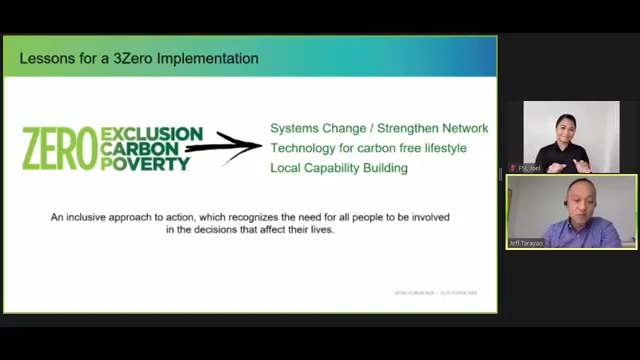 Lessons for a 3Zero Implementation
ZERO EXCLUSION
CARBON
POVERTY
Systems Change / Strengthen Network
Technology for carbon free lifestyle
Local Capability Building
An inclusive approach to action, which recognizes the need for all people to be involved
in the decisions that affect their lives.
Jeff Tarayao